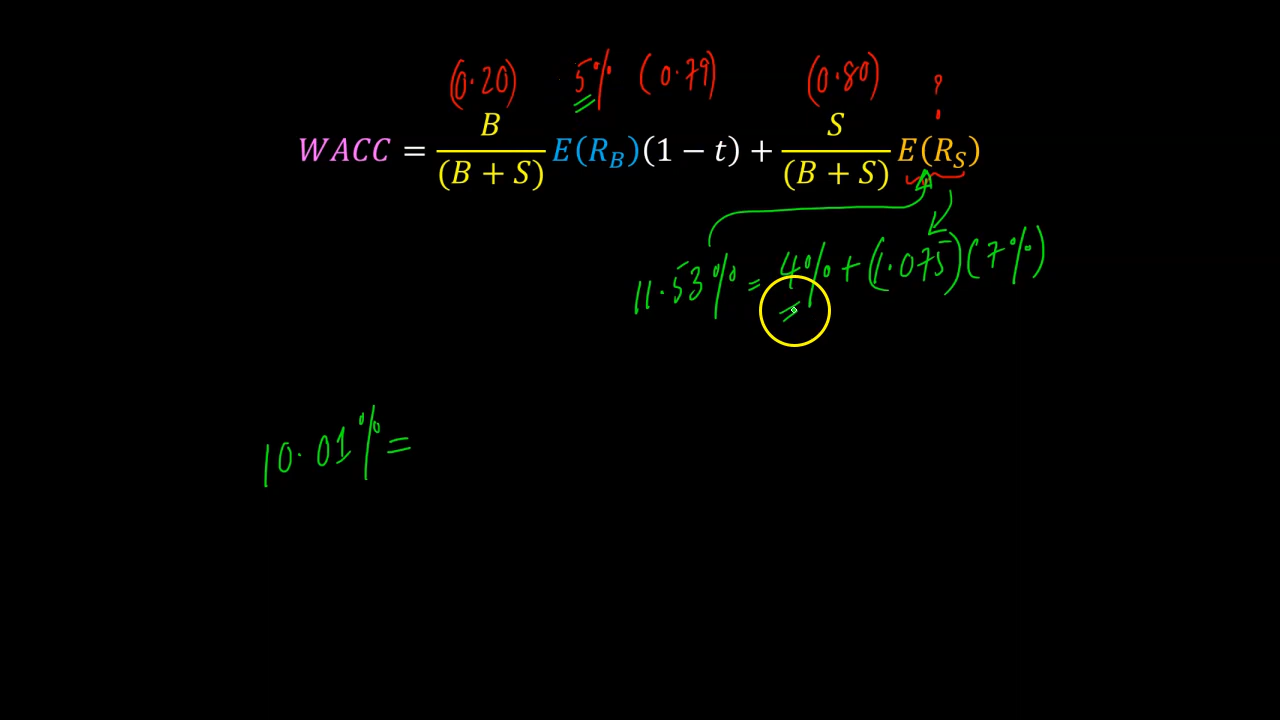 (0.20) 5% (0.79) (0.80) ?
WACC = B/(B + S) E(R_B)(1 − t) + S/(B + S) E(R_S)
11.53% = 4% + (1.075)(7%)
10.01% =